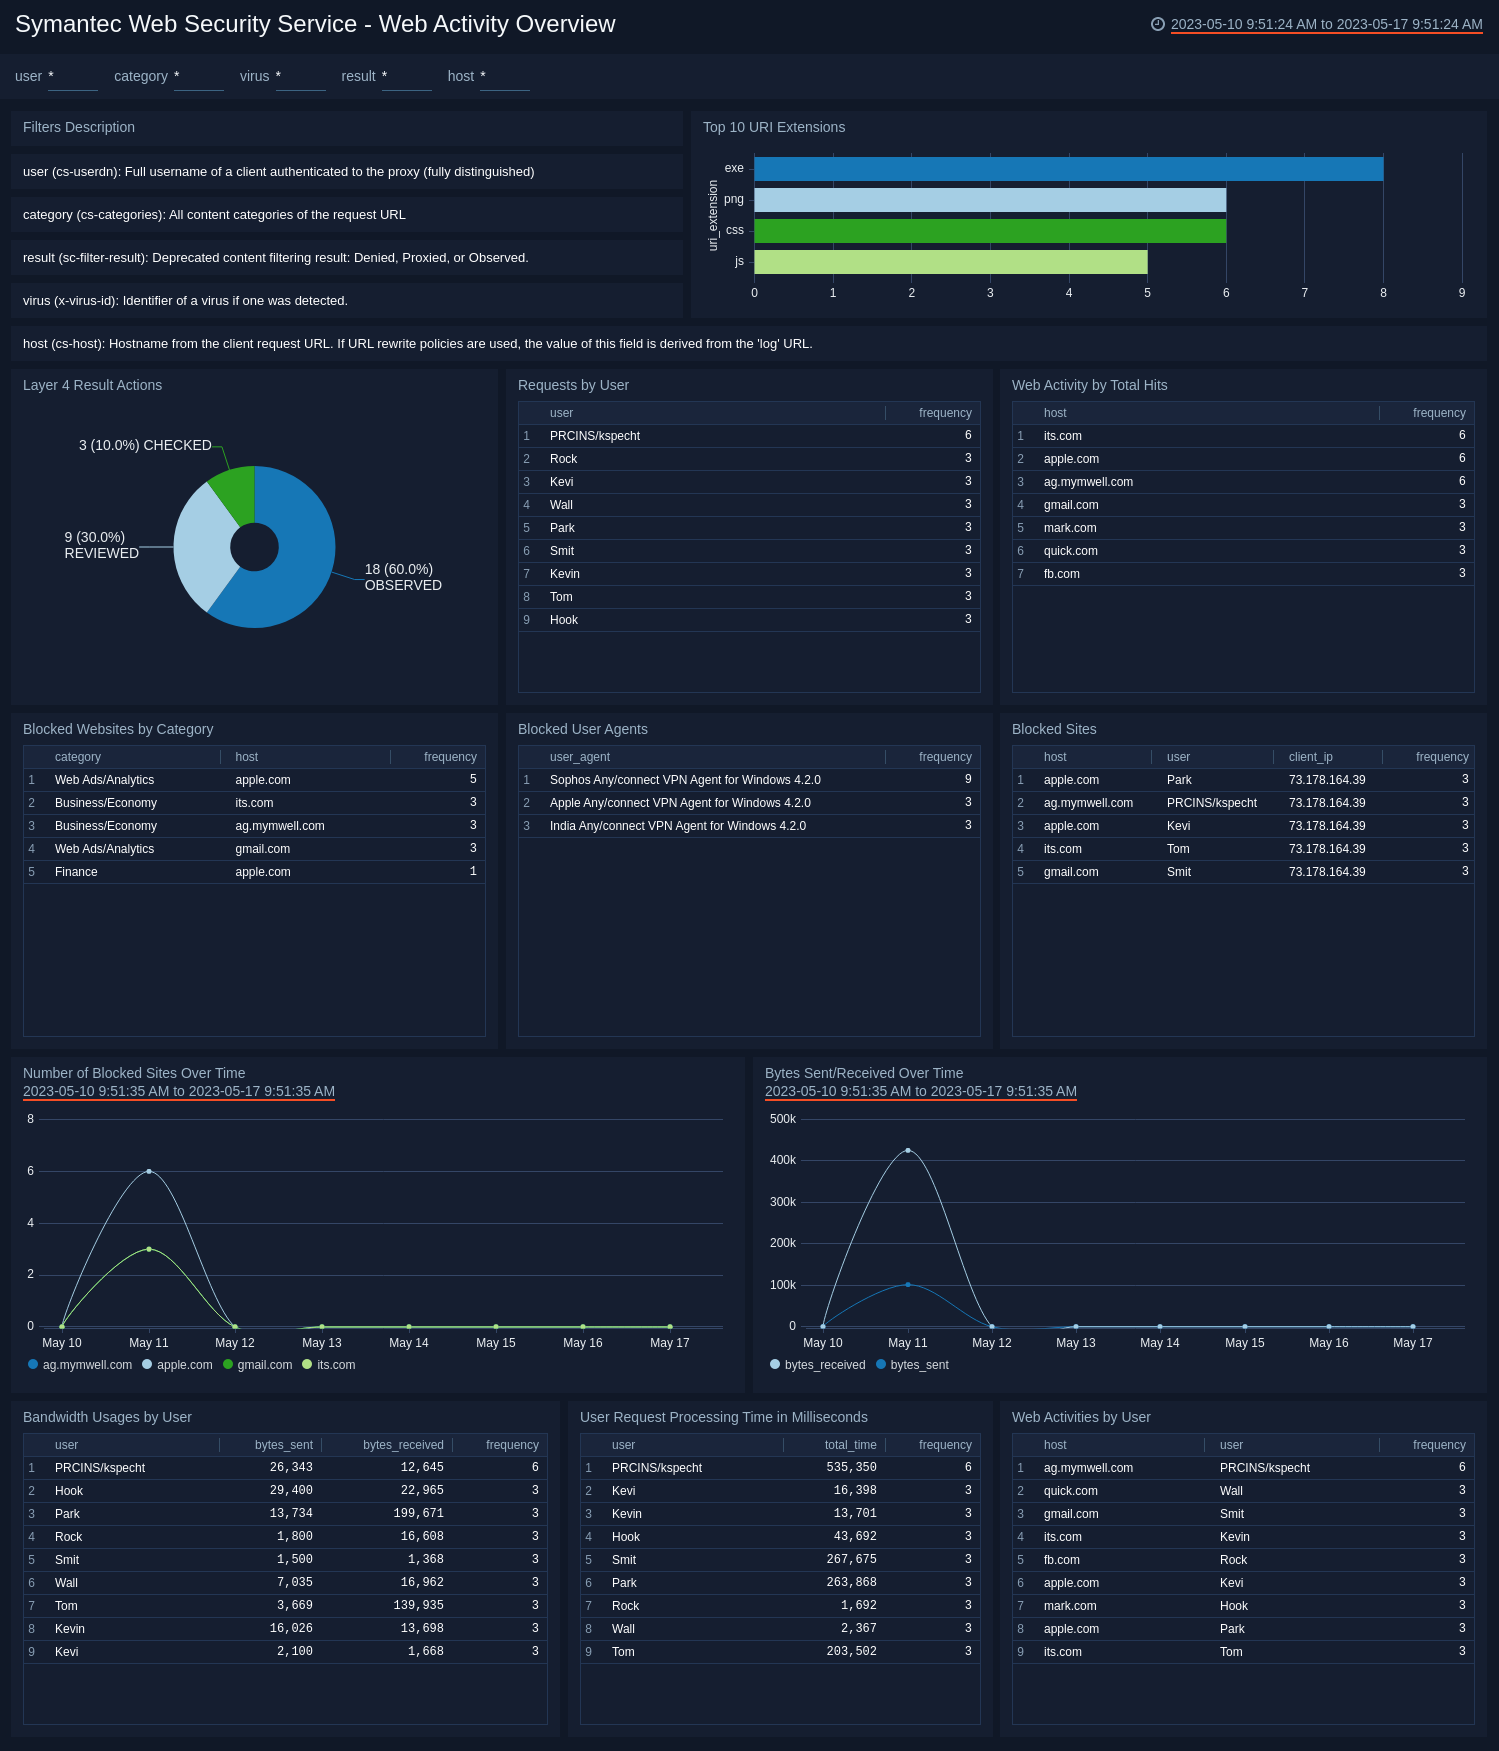 Symantec Web Security Service - Web Activity Overview
2023-05-10 9:51:24 AM to 2023-05-17 9:51:24 AM
user * category * virus * result * host *
Filters Description
user (cs-userdn): Full username of a client authenticated to the proxy (fully distinguished)
category (cs-categories): All content categories of the request URL
result (sc-filter-result): Deprecated content filtering result: Denied, Proxied, or Observed.
virus (x-virus-id): Identifier of a virus if one was detected.
Top 10 URI Extensions
uri_extension
exe
png
css
js
0 1 2 3 4 5 6 7 8 9
host (cs-host): Hostname from the client request URL. If URL rewrite policies are used, the value of this field is derived from the 'log' URL.
Layer 4 Result Actions
3 (10.0%) CHECKED
9 (30.0%)
REVIEWED
18 (60.0%)
OBSERVED
Requests by User
user frequency
1 PRCINS/kspecht 6
2 Rock 3
3 Kevi 3
4 Wall 3
5 Park 3
6 Smit 3
7 Kevin 3
8 Tom 3
9 Hook 3
Web Activity by Total Hits
host frequency
1 its.com 6
2 apple.com 6
3 ag.mymwell.com 6
4 gmail.com 3
5 mark.com 3
6 quick.com 3
7 fb.com 3
Blocked Websites by Category
category host frequency
1 Web Ads/Analytics apple.com 5
2 Business/Economy its.com 3
3 Business/Economy ag.mymwell.com 3
4 Web Ads/Analytics gmail.com 3
5 Finance apple.com 1
Blocked User Agents
user_agent frequency
1 Sophos Any/connect VPN Agent for Windows 4.2.0 9
2 Apple Any/connect VPN Agent for Windows 4.2.0 3
3 India Any/connect VPN Agent for Windows 4.2.0 3
Blocked Sites
host user client_ip frequency
1 apple.com Park 73.178.164.39 3
2 ag.mymwell.com PRCINS/kspecht 73.178.164.39 3
3 apple.com Kevi 73.178.164.39 3
4 its.com Tom 73.178.164.39 3
5 gmail.com Smit 73.178.164.39 3
Number of Blocked Sites Over Time
2023-05-10 9:51:35 AM to 2023-05-17 9:51:35 AM
8
6
4
2
0
May 10 May 11 May 12 May 13 May 14 May 15 May 16 May 17
ag.mymwell.com apple.com gmail.com its.com
Bytes Sent/Received Over Time
2023-05-10 9:51:35 AM to 2023-05-17 9:51:35 AM
500k
400k
300k
200k
100k
0
May 10 May 11 May 12 May 13 May 14 May 15 May 16 May 17
bytes_received bytes_sent
Bandwidth Usages by User
user bytes_sent bytes_received frequency
1 PRCINS/kspecht 26,343 12,645 6
2 Hook 29,400 22,965 3
3 Park 13,734 199,671 3
4 Rock 1,800 16,608 3
5 Smit 1,500 1,368 3
6 Wall 7,035 16,962 3
7 Tom 3,669 139,935 3
8 Kevin 16,026 13,698 3
9 Kevi 2,100 1,668 3
User Request Processing Time in Milliseconds
user total_time frequency
1 PRCINS/kspecht 535,350 6
2 Kevi 16,398 3
3 Kevin 13,701 3
4 Hook 43,692 3
5 Smit 267,675 3
6 Park 263,868 3
7 Rock 1,692 3
8 Wall 2,367 3
9 Tom 203,502 3
Web Activities by User
host user frequency
1 ag.mymwell.com PRCINS/kspecht 6
2 quick.com Wall 3
3 gmail.com Smit 3
4 its.com Kevin 3
5 fb.com Rock 3
6 apple.com Kevi 3
7 mark.com Hook 3
8 apple.com Park 3
9 its.com Tom 3